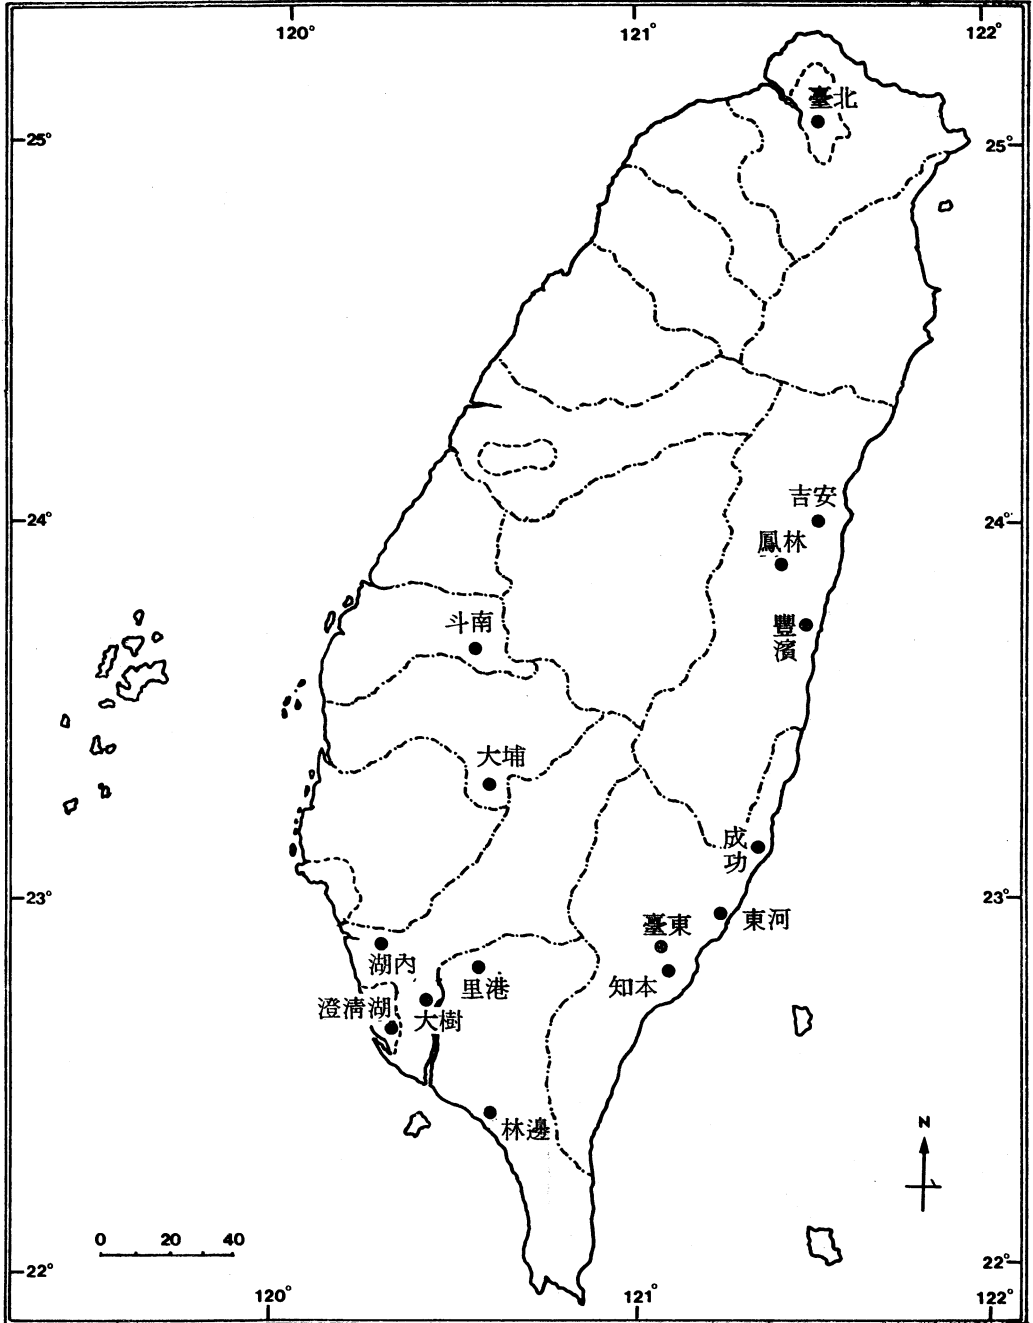 120°
121°
122°
臺北
25°
25°
吉安
24°
24°
鳳林
斗南
豐濱
大埔
成功
23°
23°
臺東
東河
湖內
里港
知本
澄清湖
大樹
林邊
N
0 20 40
22°
22°
120°
121°
122°